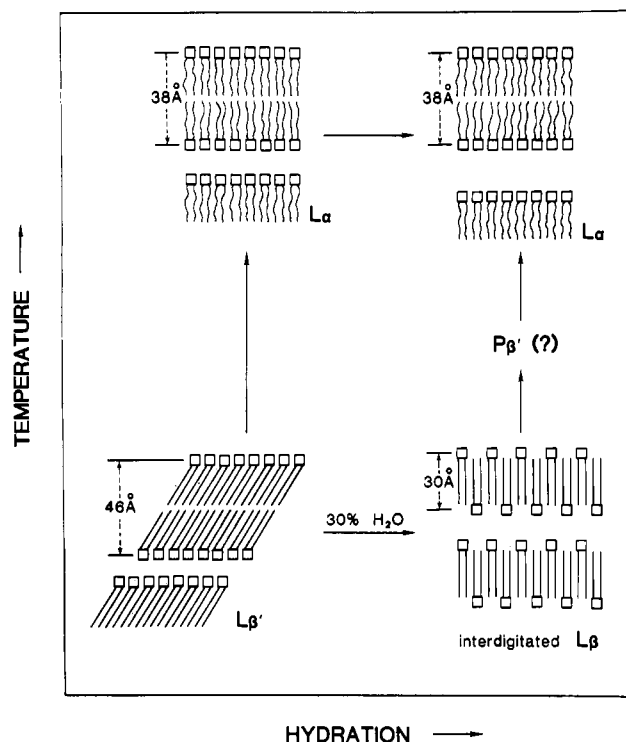 38Å
38Å
Lα
Lα
TEMPERATURE →
Pβ' (?)
46Å
30% H₂O
30Å
Lβ'
interdigitated Lβ
HYDRATION →